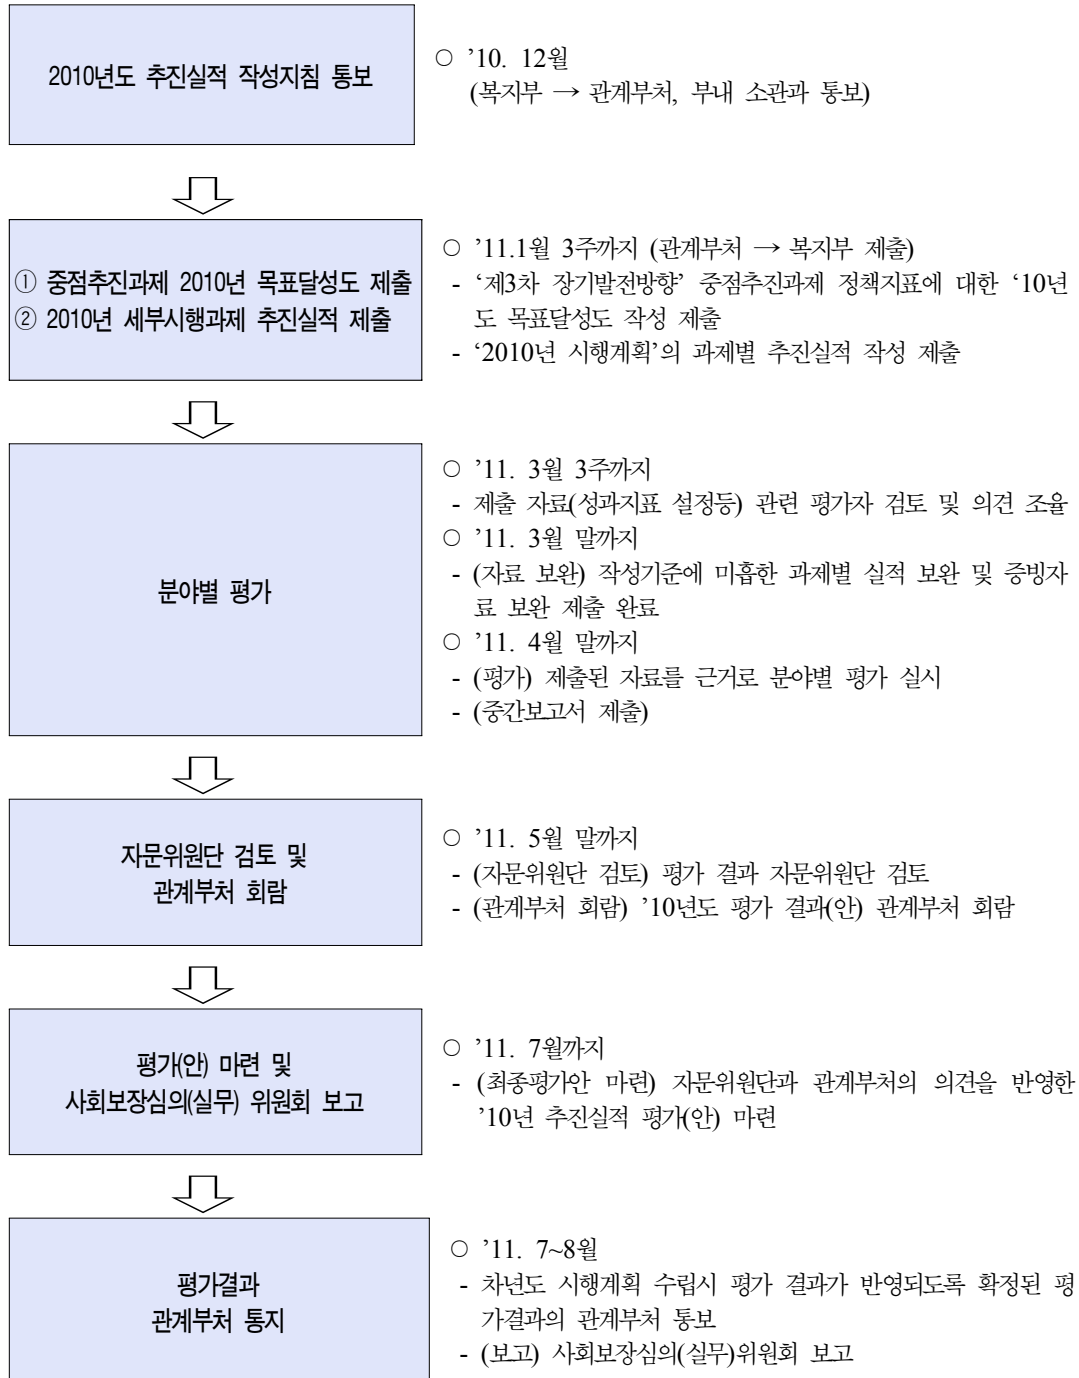 2010년도 추진실적 작성지침 통보
○ ’10. 12월
(복지부 → 관계부처, 부내 소관과 통보)
① 중점추진과제 2010년 목표달성도 제출
② 2010년 세부시행과제 추진실적 제출
○ ’11.1월 3주까지 (관계부처 → 복지부 제출)
- ‘제3차 장기발전방향’ 중점추진과제 정책지표에 대한 ‘10년
도 목표달성도 작성 제출
- ‘2010년 시행계획’의 과제별 추진실적 작성 제출
분야별 평가
○ ’11. 3월 3주까지
- 제출 자료(성과지표 설정등) 관련 평가자 검토 및 의견 조율
○ ’11. 3월 말까지
- (자료 보완) 작성기준에 미흡한 과제별 실적 보완 및 증빙자
료 보완 제출 완료
○ ’11. 4월 말까지
- (평가) 제출된 자료를 근거로 분야별 평가 실시
- (중간보고서 제출)
자문위원단 검토 및
관계부처 회람
○ ’11. 5월 말까지
- (자문위원단 검토) 평가 결과 자문위원단 검토
- (관계부처 회람) ’10년도 평가 결과(안) 관계부처 회람
평가(안) 마련 및
사회보장심의(실무) 위원회 보고
○ ’11. 7월까지
- (최종평가안 마련) 자문위원단과 관계부처의 의견을 반영한
’10년 추진실적 평가(안) 마련
평가결과
관계부처 통지
○ ’11. 7~8월
- 차년도 시행계획 수립시 평가 결과가 반영되도록 확정된 평
가결과의 관계부처 통보
- (보고) 사회보장심의(실무)위원회 보고